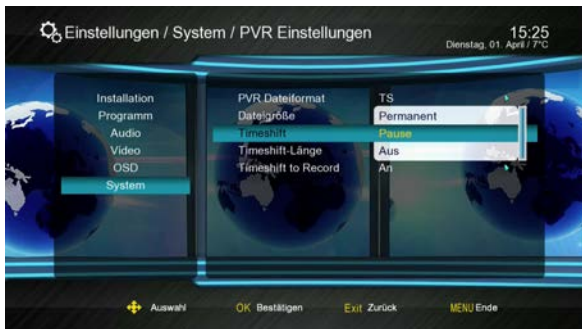 Einstellungen / System / PVR Einstellungen
15:25
Dienstag, 01. April / 7°C
Installation
Programm
Audio
Video
OSD
System
PVR Dateiformat TS
Dateigröße Permanent
Timeshift Pause
Timeshift-Länge Aus
Timeshift to Record An
Auswahl OK Bestätigen Exit Zurück MENU Ende